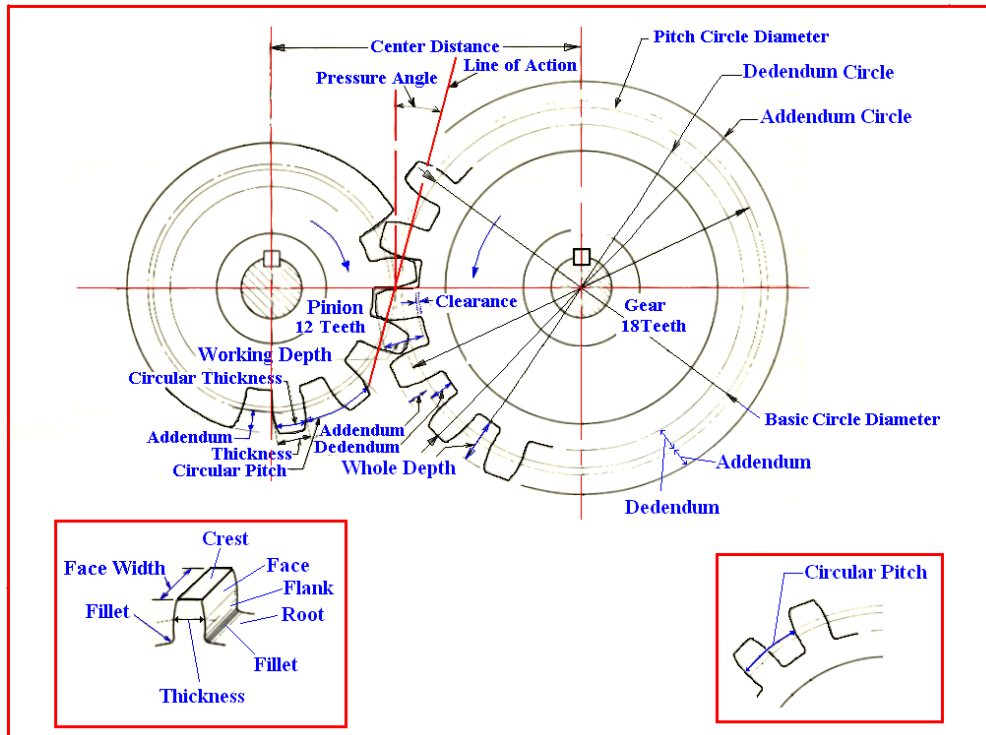 Center Distance
Pitch Circle Diameter
Line of Action
Pressure Angle
Dedendum Circle
Addendum Circle
Pinion
12 Teeth
Clearance
Gear
18Teeth
Working Depth
Circular Thickness
Addendum
Thickness
Circular Pitch
Addendum
Dedendum
Whole Depth
Basic Circle Diameter
Addendum
Dedendum
Crest
Face Width
Face
Flank
Fillet
Root
Fillet
Thickness
Circular Pitch